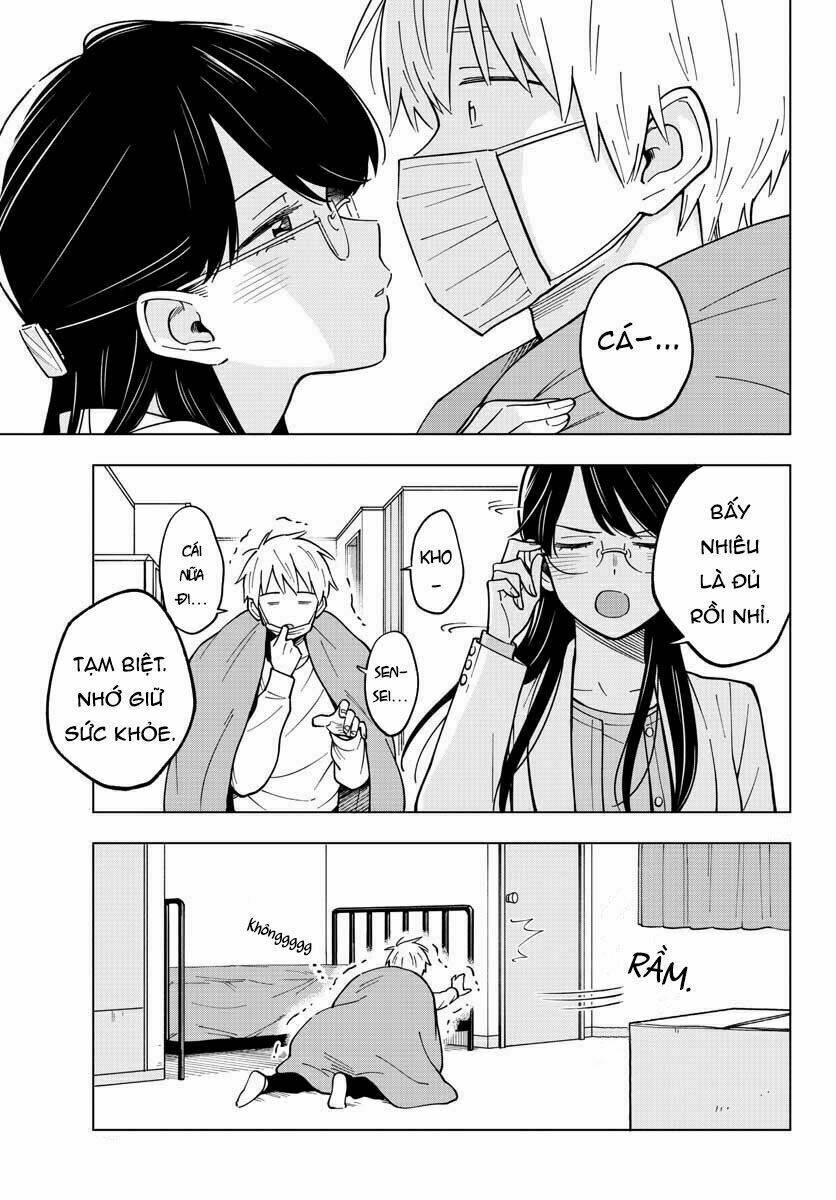 CÁ-...
BẤY
NHIÊU
LÀ ĐỦ
RỒI NHỈ.
KHO
-
SEN-
SEI...
CÁI
NỮA
ĐI...
TẠM BIỆT.
NHỚ GIỮ
SỨC KHỎE.
RẦM.
Khônggggg